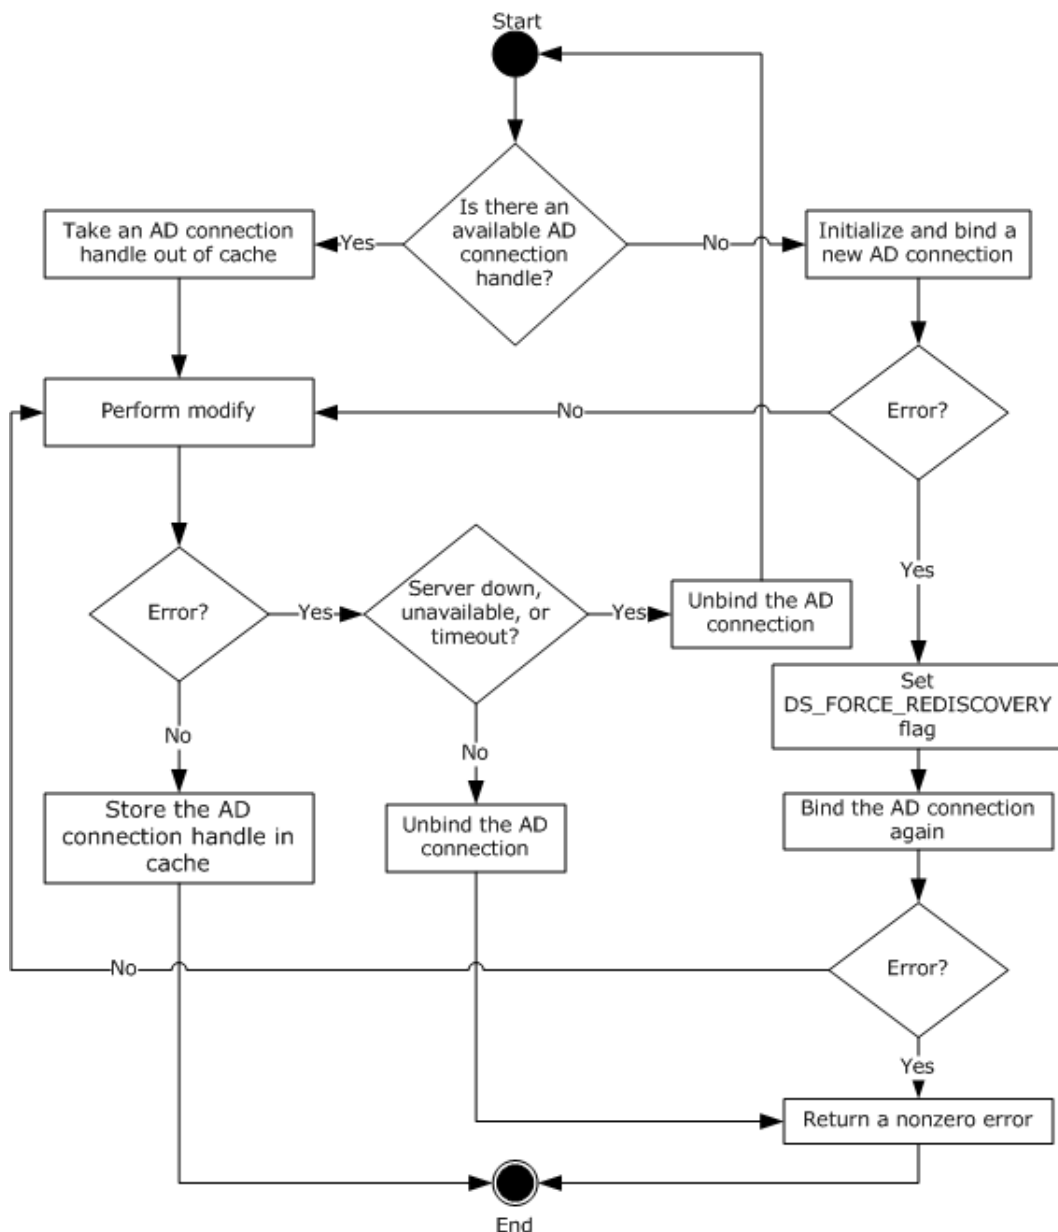 Start
Is there an
available AD
connection
handle?
Yes
No
Take an AD connection
handle out of cache
Initialize and bind a
new AD connection
Perform modify
No
Error?
Yes
Error?
Yes
Server down,
unavailable, or
timeout?
Yes
Unbind the AD
connection
Set
DS_FORCE_REDISCOVERY
flag
No
No
Store the AD
connection handle in
cache
Unbind the AD
connection
Bind the AD connection
again
No
Error?
Yes
Return a nonzero error
End